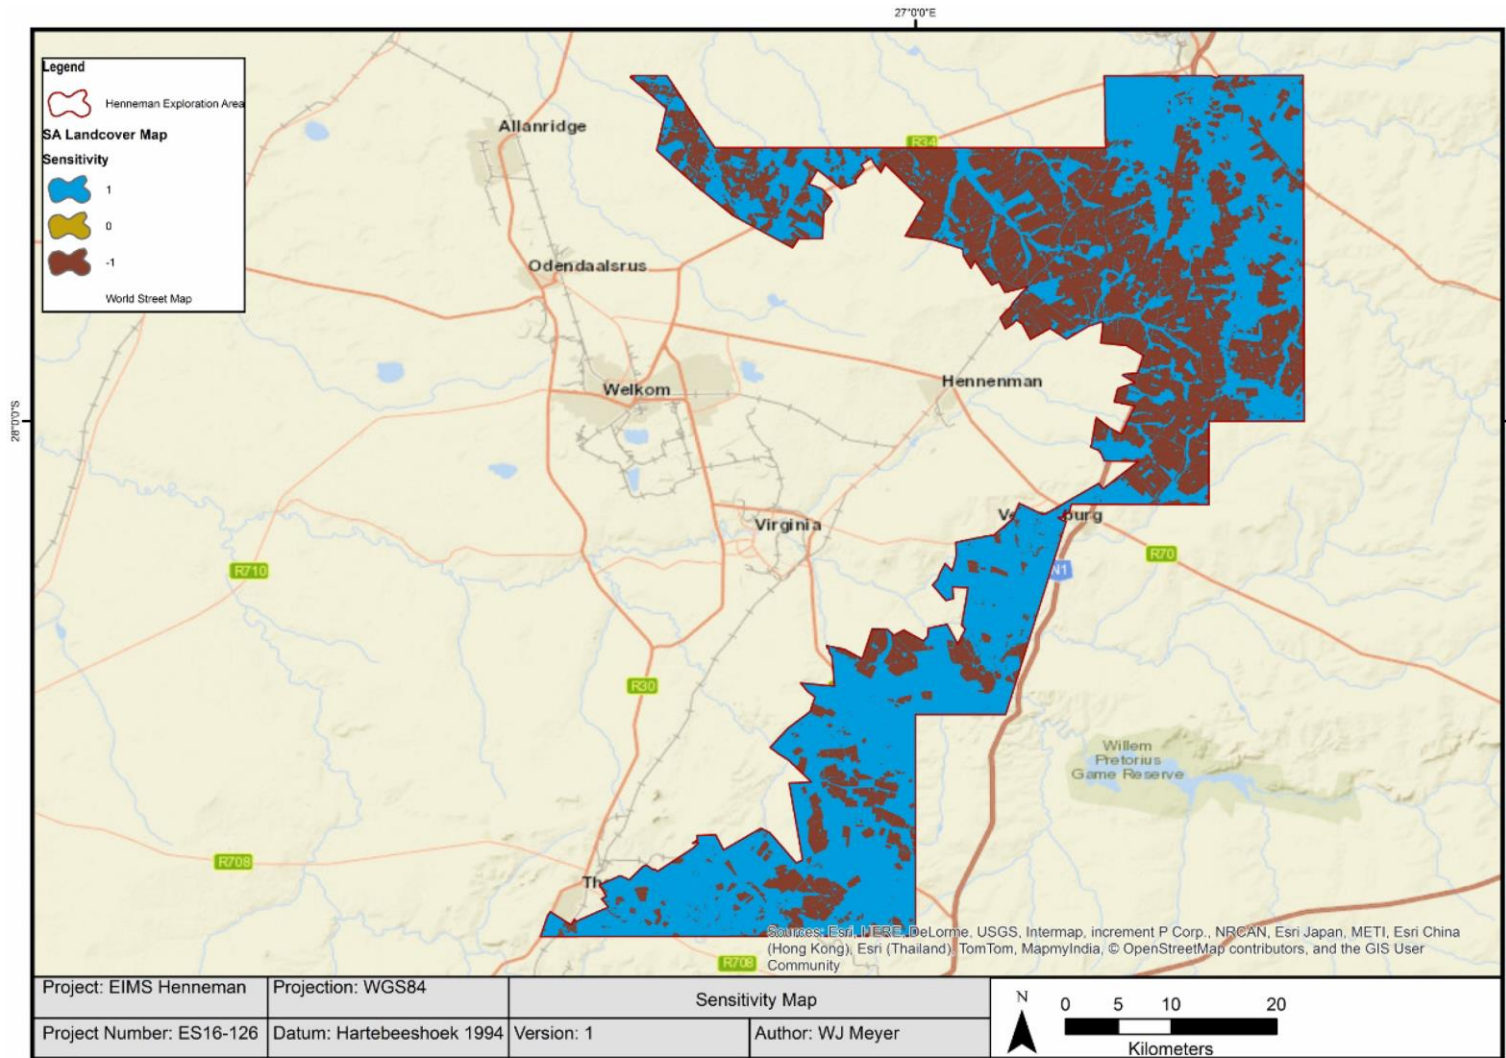 27°0'0"E
Legend
Henneman Exploration Area
SA Landcover Map
Sensitivity
1
0
-1
World Street Map
Allanridge
R34
Odendaalsrus
28°0'0"S
Welkom
Hennenman
Virginia
R70
R710
N1
R30
Willem
Pretorius
Game Reserve
R708
Th
Sources: Esri, HERE, DeLorme, USGS, Intermap, increment P Corp., NRCAN, Esri Japan, METI, Esri China
(Hong Kong), Esri (Thailand), TomTom, MapmyIndia, © OpenStreetMap contributors, and the GIS User
Community
R708
Project: EIMS Henneman
Projection: WGS84
Sensitivity Map
Project Number: ES16-126
Datum: Hartebeeshoek 1994
Version: 1
Author: WJ Meyer
N
0 5 10 20
Kilometers